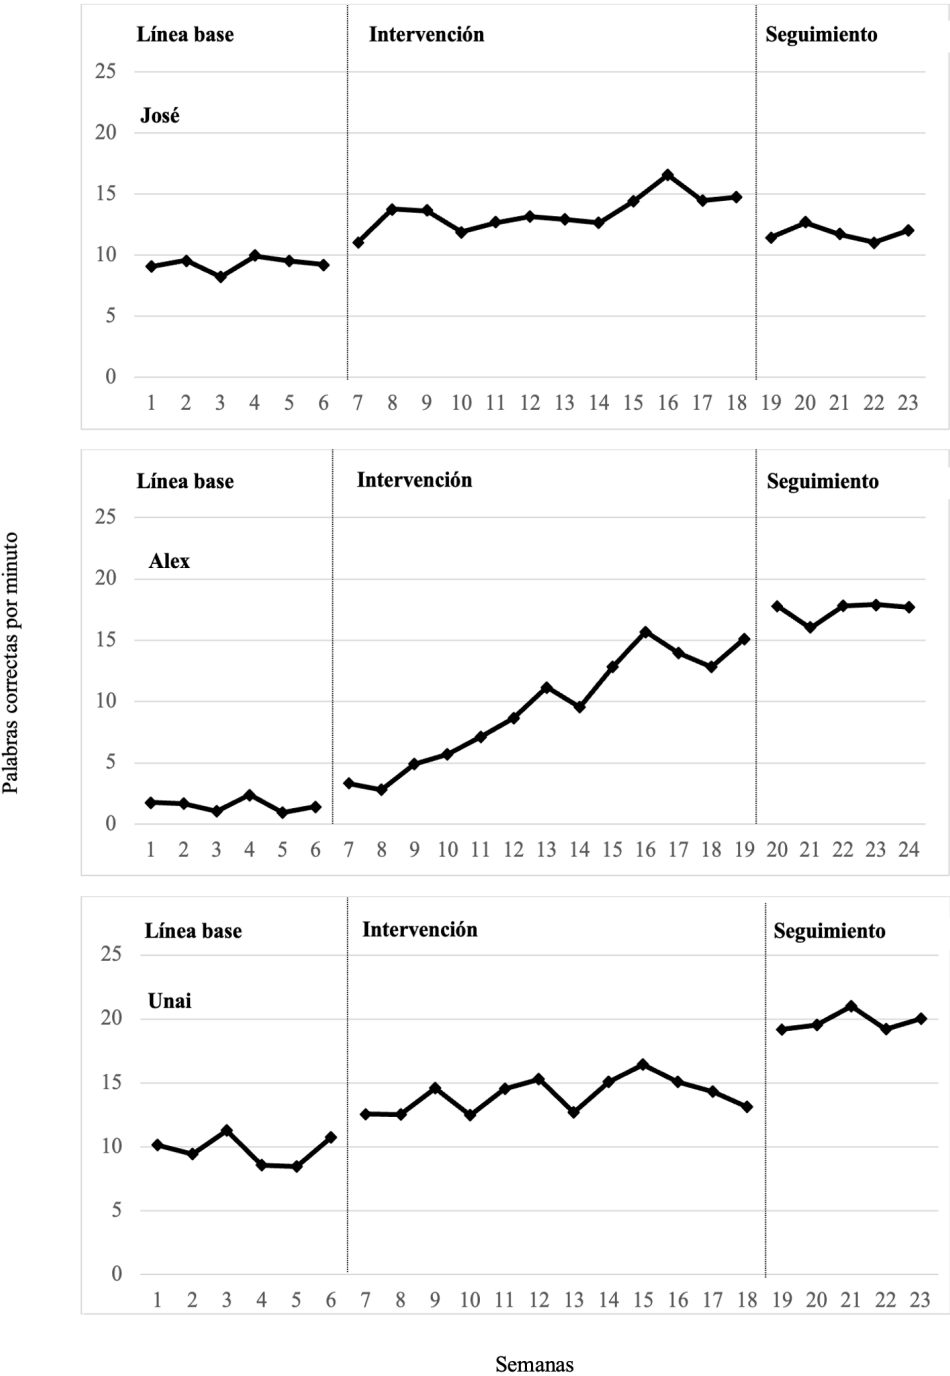 Línea base Intervención Seguimiento
25
José
20
15
10
5
0
1 2 3 4 5 6 7 8 9 10 11 12 13 14 15 16 17 18 19 20 21 22 23
Palabras correctas por minuto
Línea base Intervención Seguimiento
25
Alex
20
15
10
5
0
1 2 3 4 5 6 7 8 9 10 11 12 13 14 15 16 17 18 19 20 21 22 23 24
Línea base Intervención Seguimiento
25
Unai
20
15
10
5
0
1 2 3 4 5 6 7 8 9 10 11 12 13 14 15 16 17 18 19 20 21 22 23
Semanas